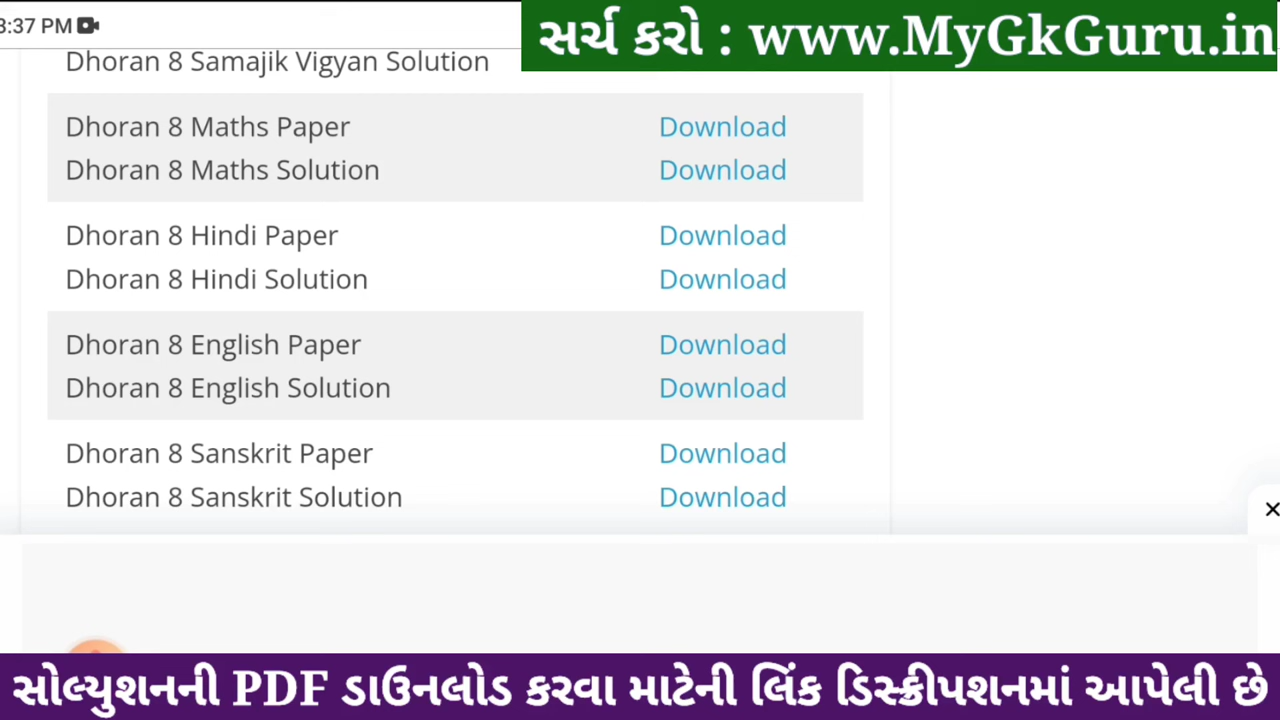 3:37 PM
સર્ચ કરો : www.MyGkGuru.in
Dhoran 8 Samajik Vigyan Solution
Dhoran 8 Maths Paper Download
Dhoran 8 Maths Solution Download
Dhoran 8 Hindi Paper Download
Dhoran 8 Hindi Solution Download
Dhoran 8 English Paper Download
Dhoran 8 English Solution Download
Dhoran 8 Sanskrit Paper Download
Dhoran 8 Sanskrit Solution Download
સોલ્યુશનની PDF ડાઉનલોડ કરવા માટેની લિંક ડિસ્ક્રીપશનમાં આપેલી છે